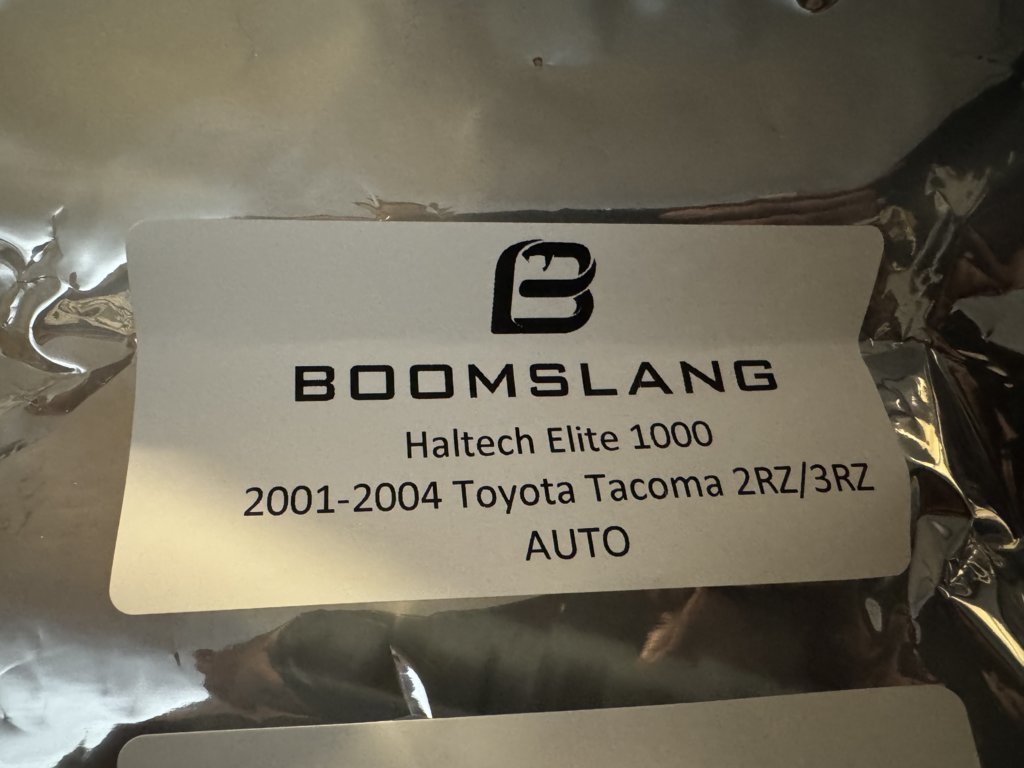 BOOMSLANG
Haltech Elite 1000
2001-2004 Toyota Tacoma 2RZ/3RZ
AUTO